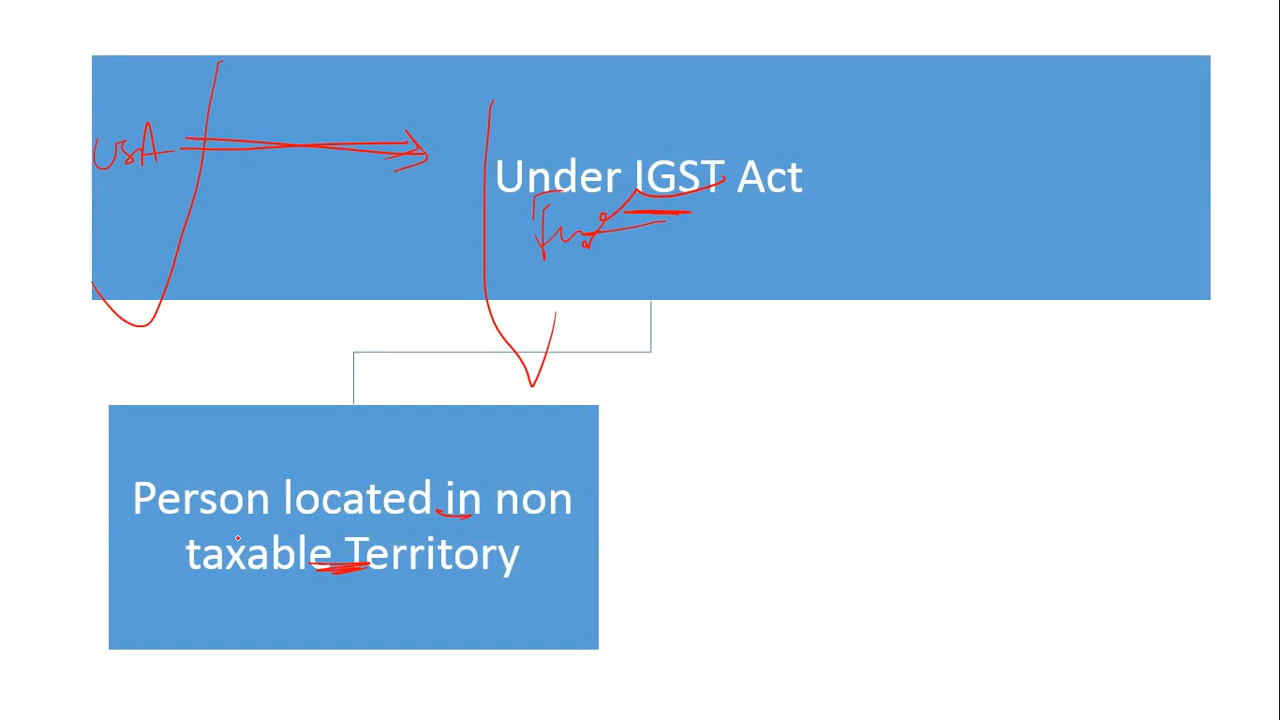 USA
Under IGST Act
Person located in non
taxable Territory